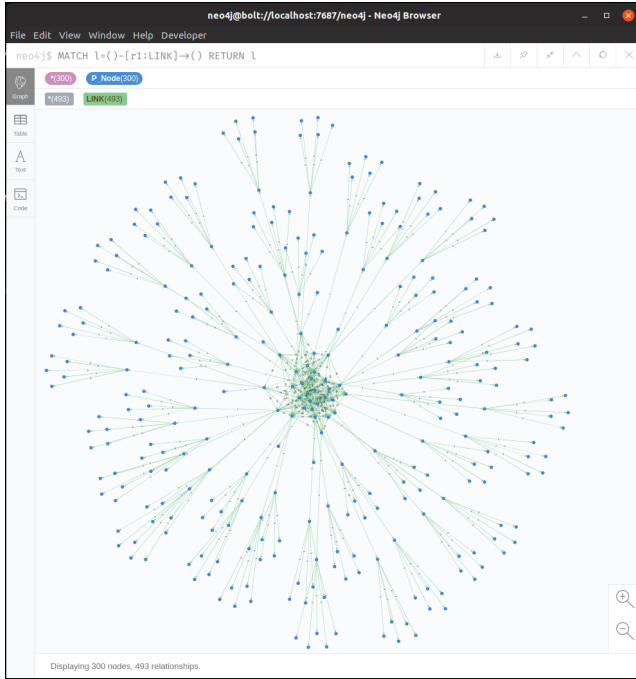 neo4j@bolt://localhost:7687/neo4j - Neo4j Browser
File Edit View Window Help Developer
neo4j$ MATCH l=()-[r1:LINK]→() RETURN l
*(300) P_Node(300)
*(493) LINK(493)
Graph
Table
A
Text
Code
Displaying 300 nodes, 493 relationships.